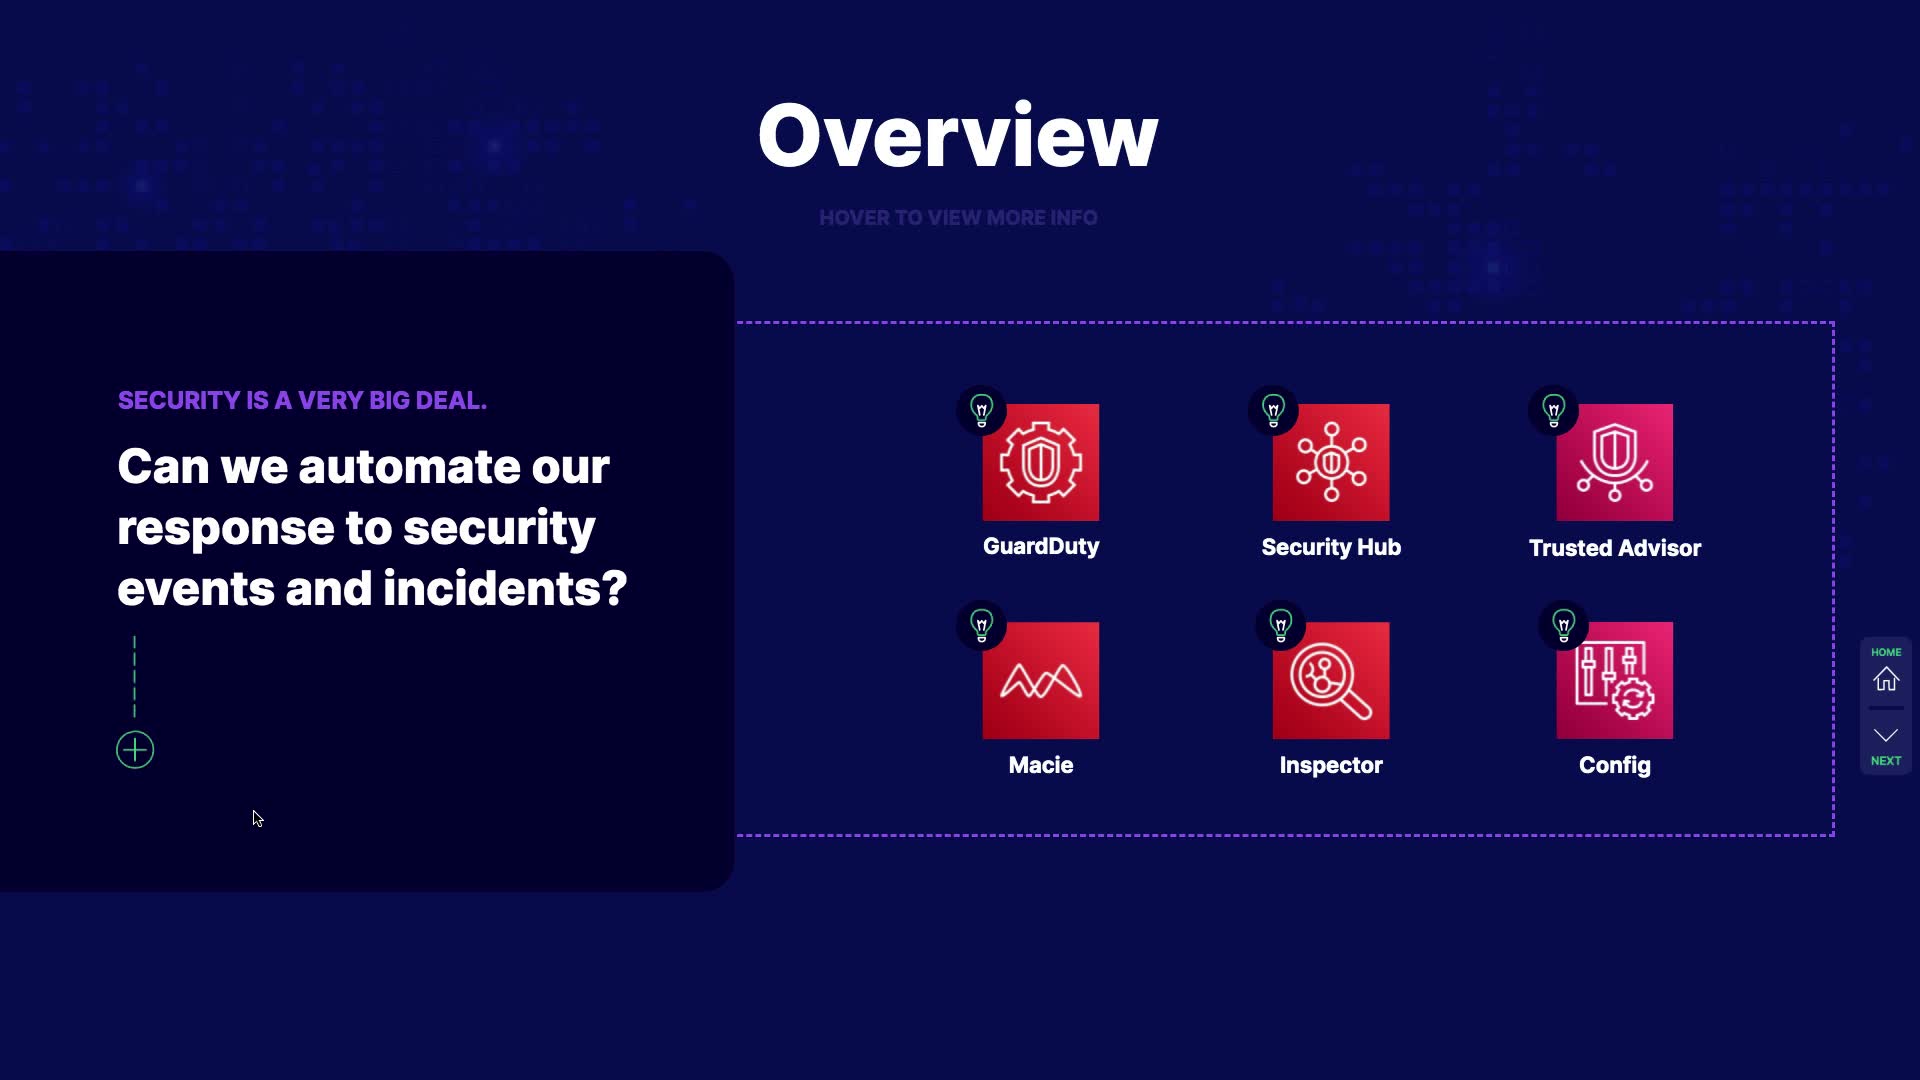 Overview
HOVER TO VIEW MORE INFO
SECURITY IS A VERY BIG DEAL.
Can we automate our
response to security
events and incidents?
GuardDuty
Security Hub
Trusted Advisor
Macie
Inspector
Config
HOME
NEXT